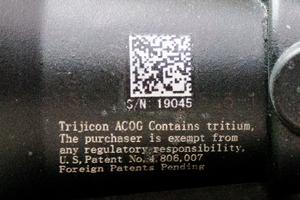 S/N 19045
Trijicon ACOG Contains tritium,
The purchaser is exempt from
any regulatory responsibility,
U.S. Patent No. 4,806,007
Foreign Patents Pending